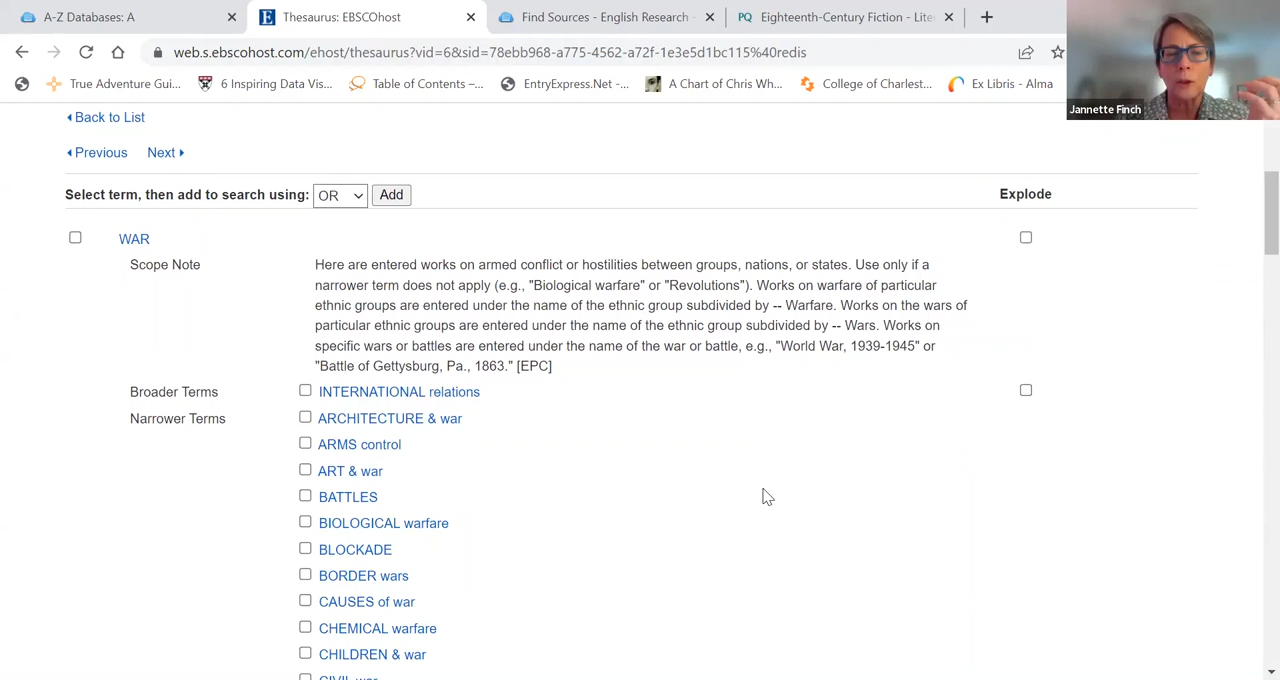 A-Z Databases: A
Thesaurus: EBSCOhost
Find Sources - English Research
PQ Eighteenth-Century Fiction - Lite
web.s.ebscohost.com/ehost/thesaurus?vid=6&sid=78ebb968-a775-4562-a72f-1e3e5d1bc115%40redis
True Adventure Gui...
6 Inspiring Data Vis...
Table of Contents –...
EntryExpress.Net -...
A Chart of Chris Wh...
College of Charlest...
Ex Libris - Alma
Jannette Finch
Back to List
Previous Next
Select term, then add to search using: OR Add Explode
WAR
Scope Note
Here are entered works on armed conflict or hostilities between groups, nations, or states. Use only if a
narrower term does not apply (e.g., "Biological warfare" or "Revolutions"). Works on warfare of particular
ethnic groups are entered under the name of the ethnic group subdivided by -- Warfare. Works on the wars of
particular ethnic groups are entered under the name of the ethnic group subdivided by -- Wars. Works on
specific wars or battles are entered under the name of the war or battle, e.g., "World War, 1939-1945" or
"Battle of Gettysburg, Pa., 1863." [EPC]
Broader Terms INTERNATIONAL relations
Narrower Terms ARCHITECTURE & war
ARMS control
ART & war
BATTLES
BIOLOGICAL warfare
BLOCKADE
BORDER wars
CAUSES of war
CHEMICAL warfare
CHILDREN & war
CIVIL war